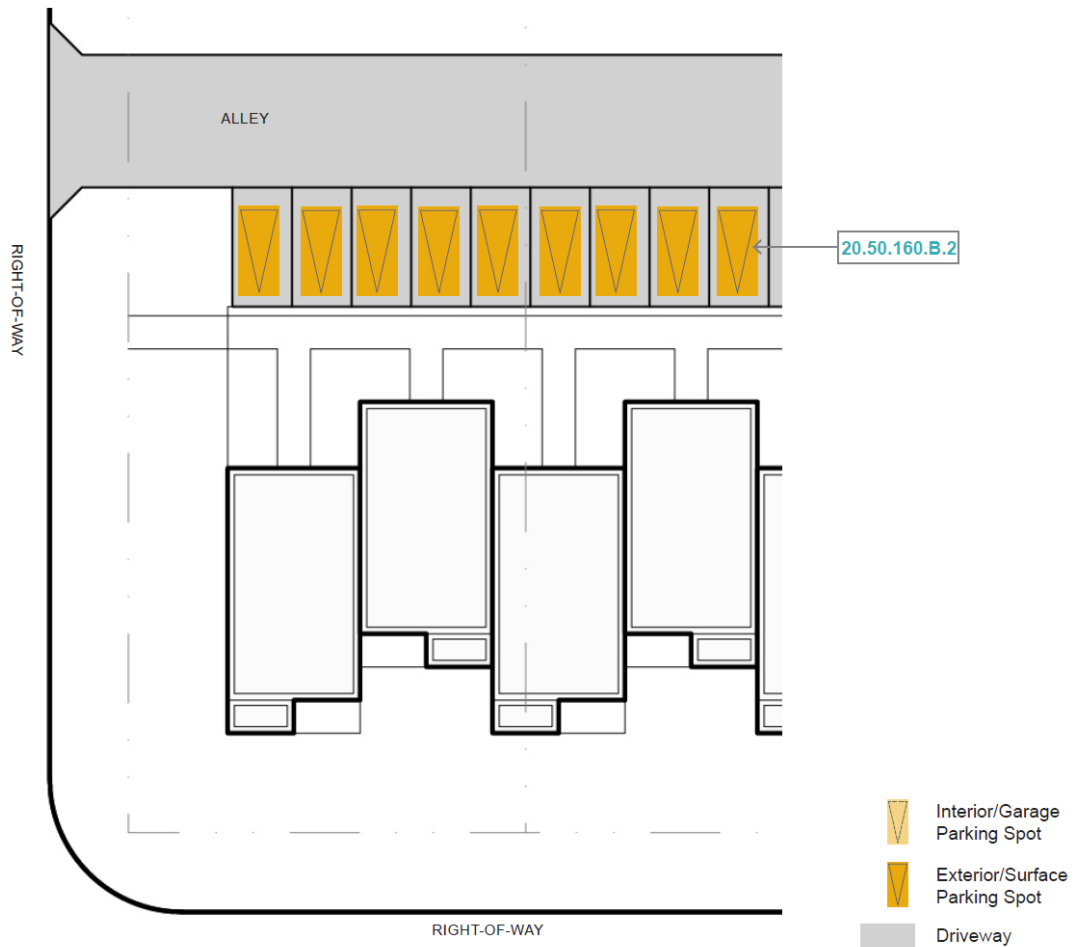 ALLEY
20.50.160.B.2
RIGHT-OF-WAY
Interior/Garage
Parking Spot
Exterior/Surface
Parking Spot
Driveway
RIGHT-OF-WAY